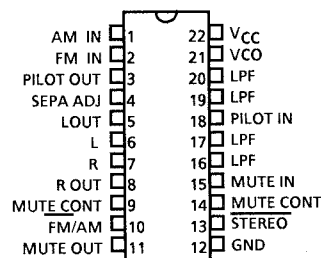 AM IN 1 22 VCC
FM IN 2 21 VCO
PILOT OUT 3 20 LPF
SEPA ADJ 4 19 LPF
LOUT 5 18 PILOT IN
L 6 17 LPF
R 7 16 LPF
R OUT 8 15 MUTE IN
MUTE CONT 9 14 MUTE CONT
FM/AM 10 13 STEREO
MUTE OUT 11 12 GND